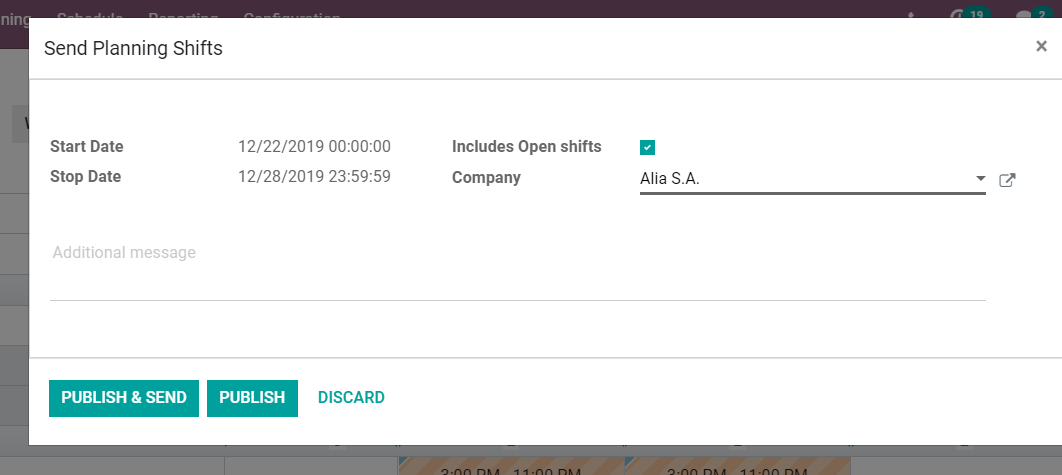 Schedule Reporting Configuration
19 2
Send Planning Shifts ×
Start Date 12/22/2019 00:00:00 Includes Open shifts
Stop Date 12/28/2019 23:59:59 Company Alia S.A.
Additional message
PUBLISH & SEND PUBLISH DISCARD
3:00 PM - 11:00 PM 3:00 PM - 11:00 PM